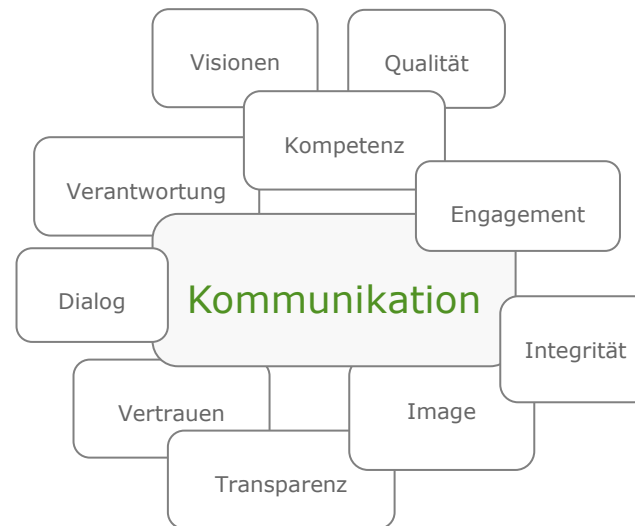 Visionen
Qualität
Kompetenz
Verantwortung
Engagement
Dialog
Kommunikation
Integrität
Vertrauen
Image
Transparenz